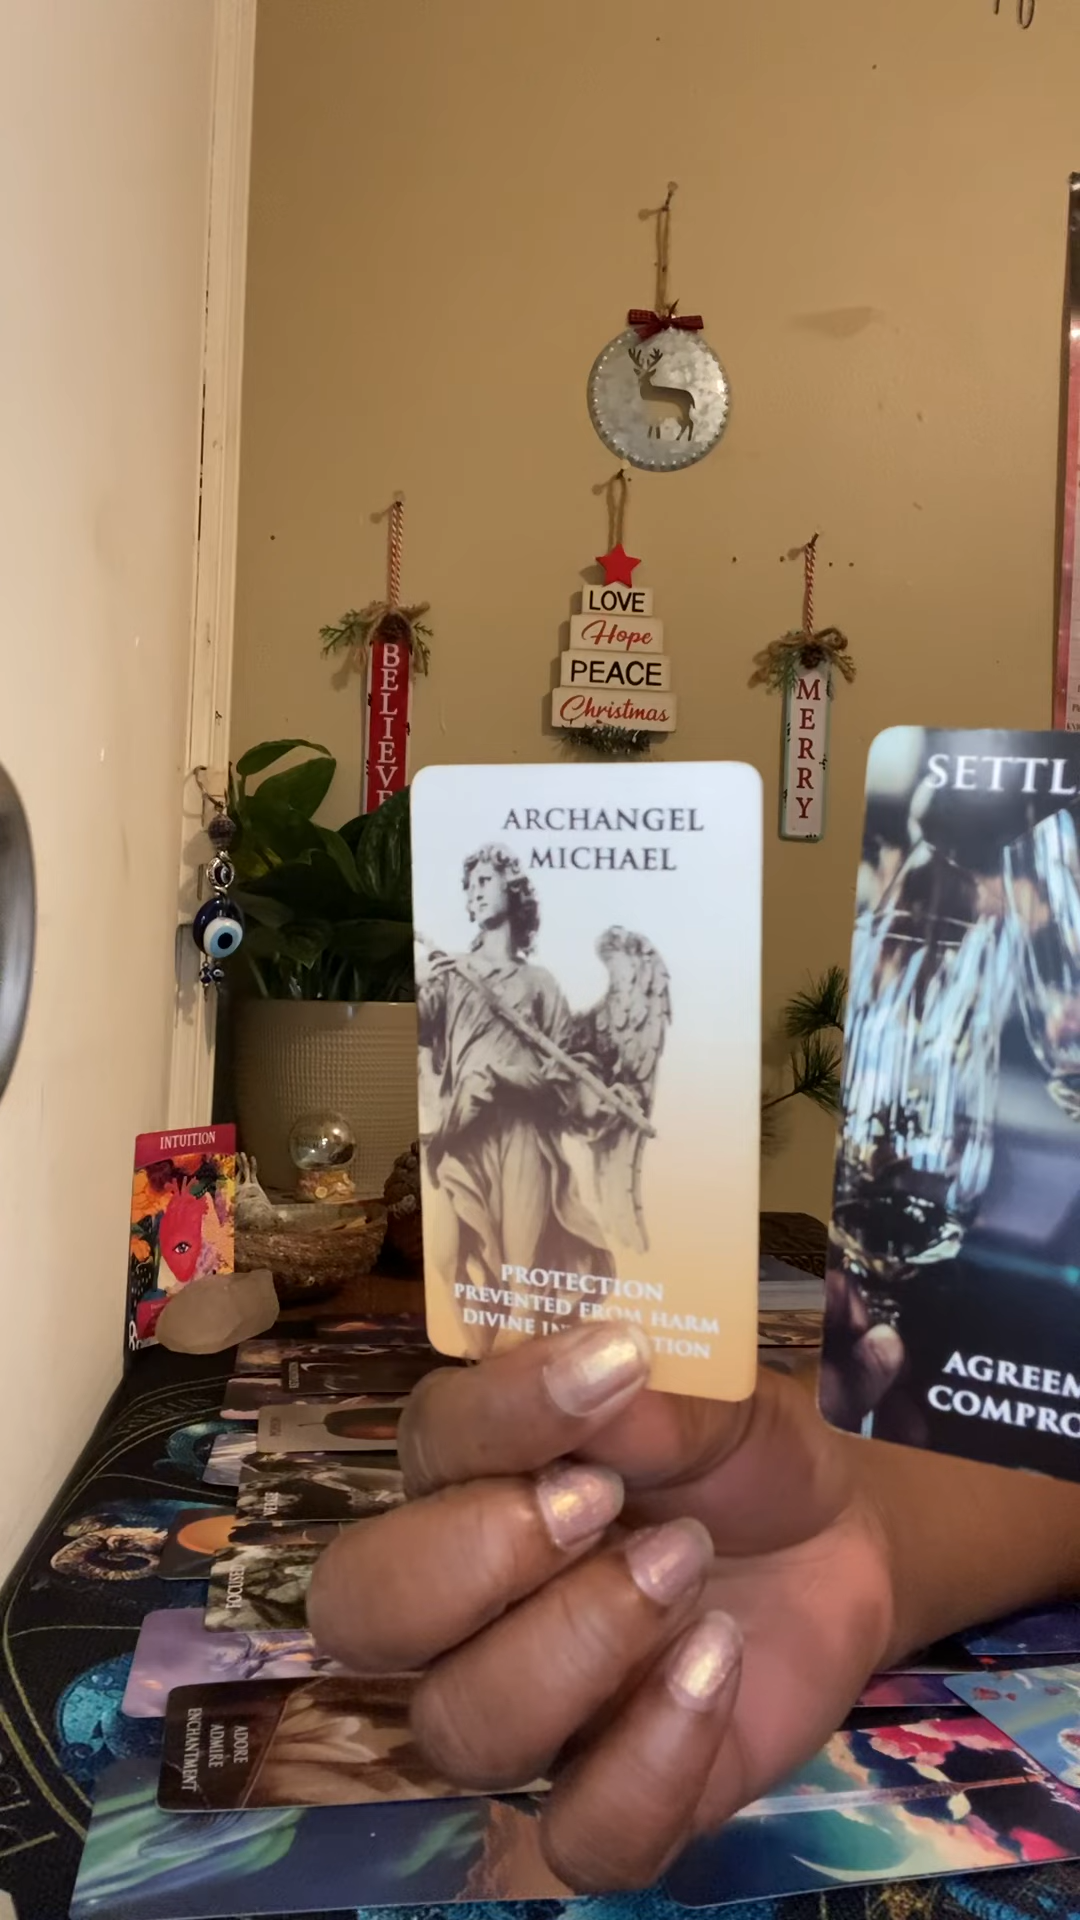 LOVE
Hope
PEACE
Christmas
BELIEVE
MERRY
ARCHANGEL
MICHAEL
PROTECTION
PREVENTED FROM HARM
DIVINE
SETTL
AGREEM
COMPRO
INTUITION
FOCUSED
ADORE
ADMIRE
ENCHANTMENT